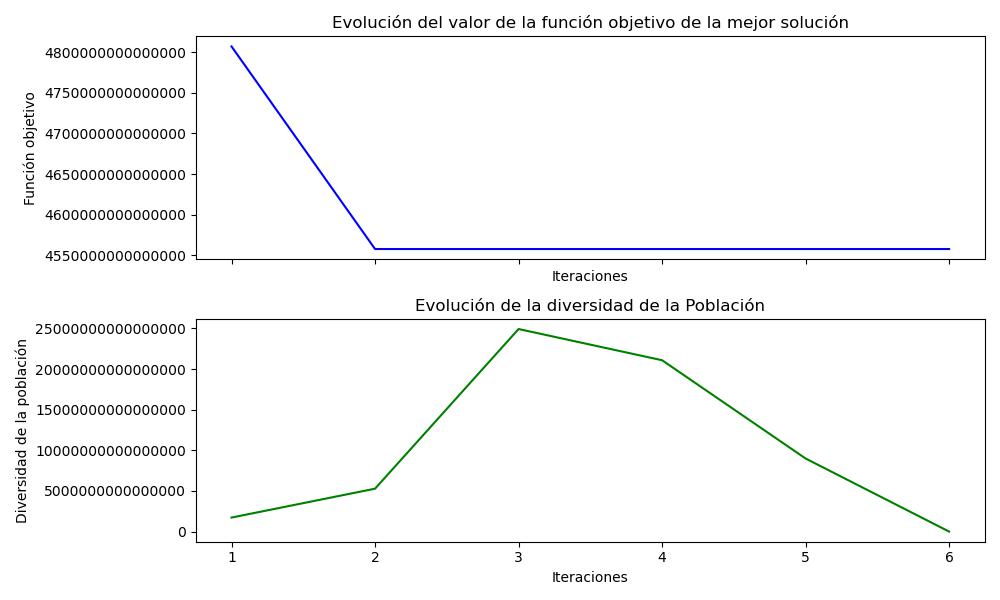 Evolución del valor de la función objetivo de la mejor solución
4800000000000000
4750000000000000
4700000000000000
4650000000000000
4600000000000000
4550000000000000
Función objetivo
Iteraciones
Evolución de la diversidad de la Población
25000000000000000
20000000000000000
15000000000000000
10000000000000000
5000000000000000
0
Diversidad de la población
1 2 3 4 5 6
Iteraciones